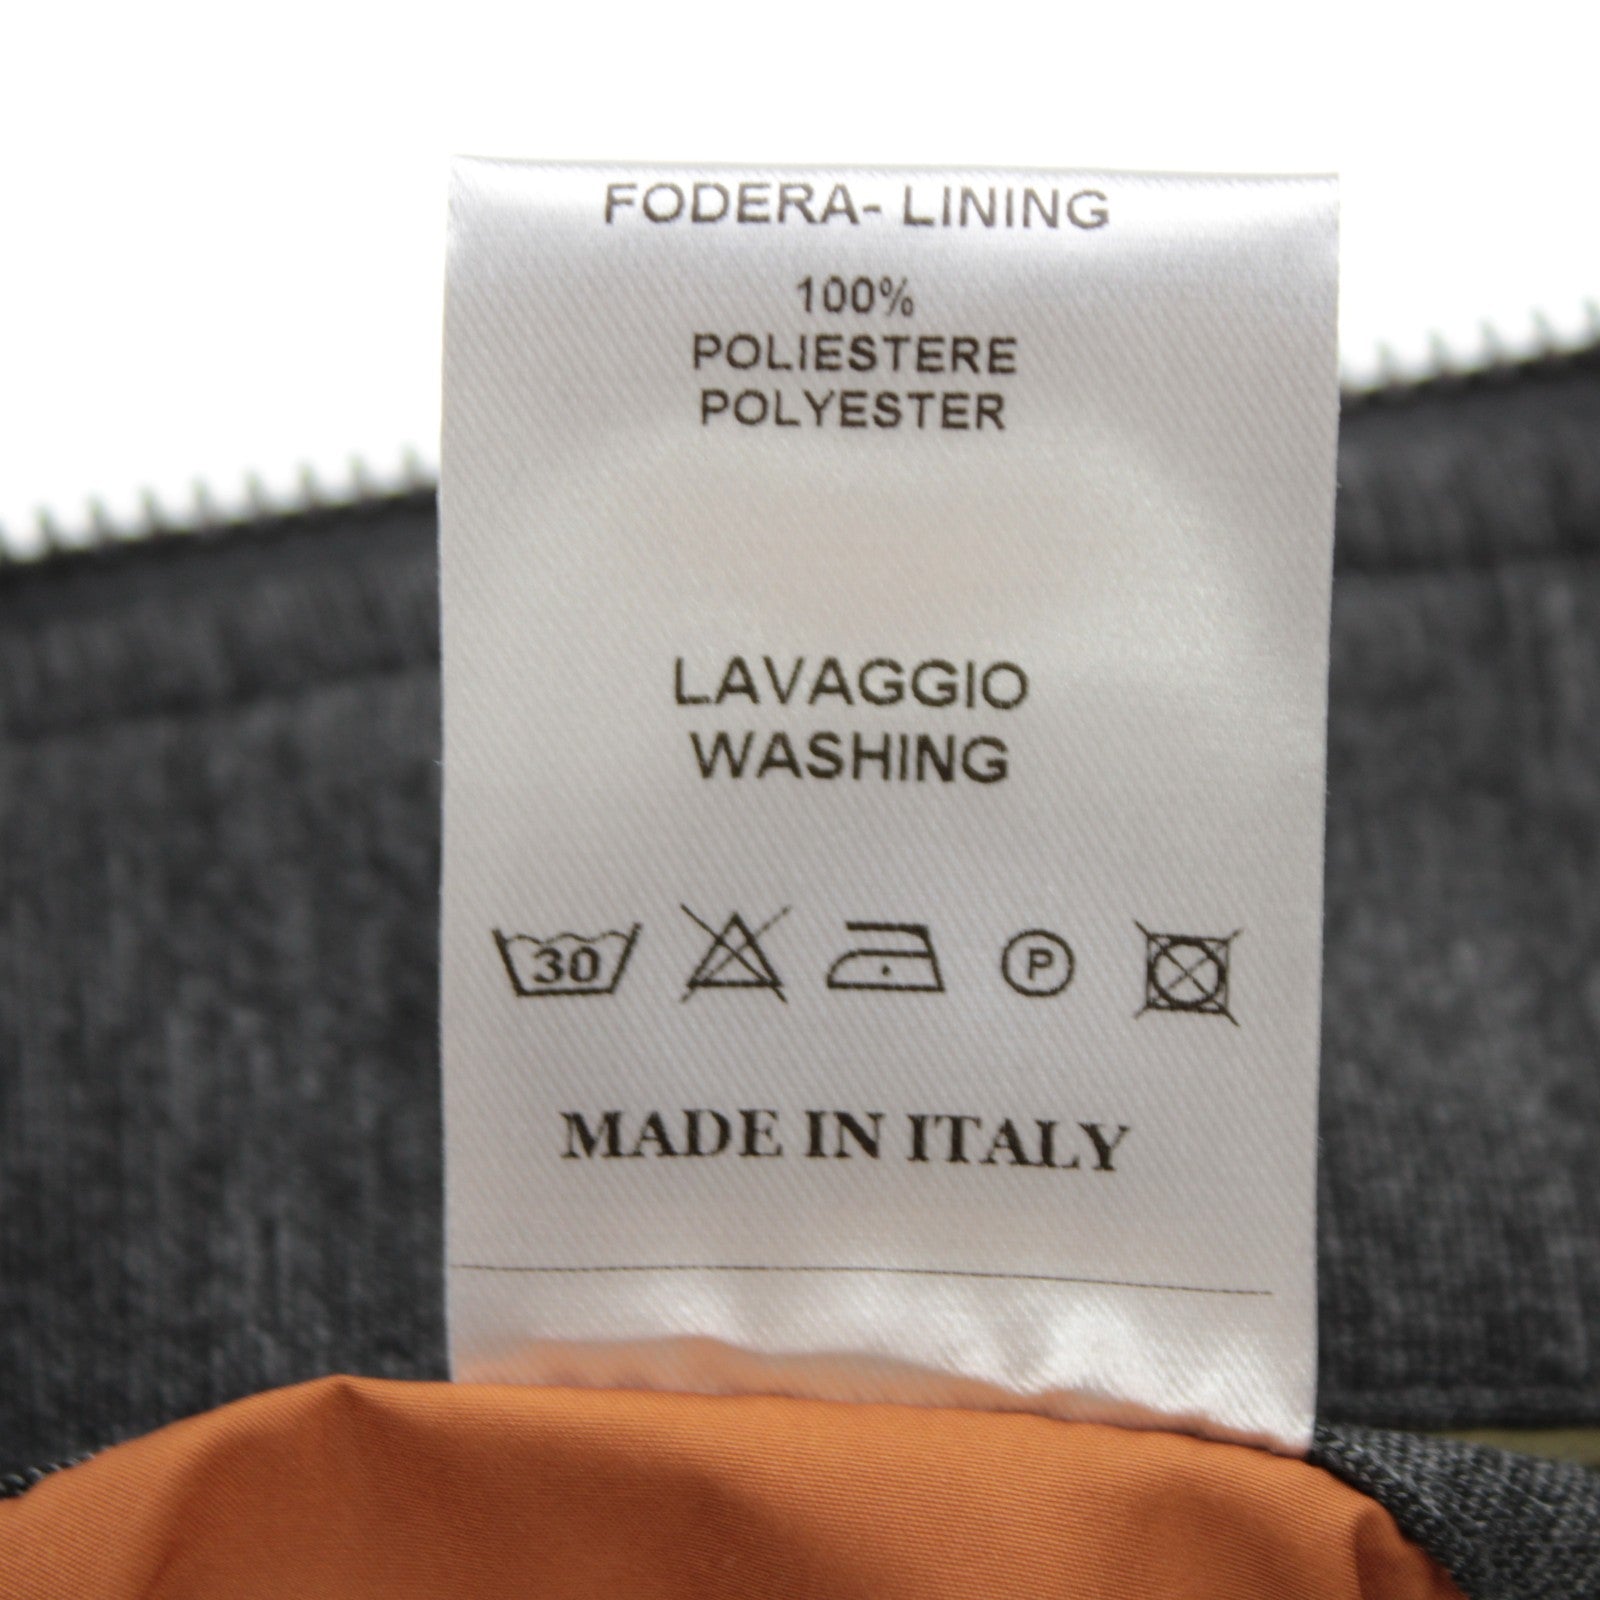 FODERA- LINING
100%
POLIESTERE
POLYESTER
LAVAGGIO
WASHING
30 P
MADE IN ITALY